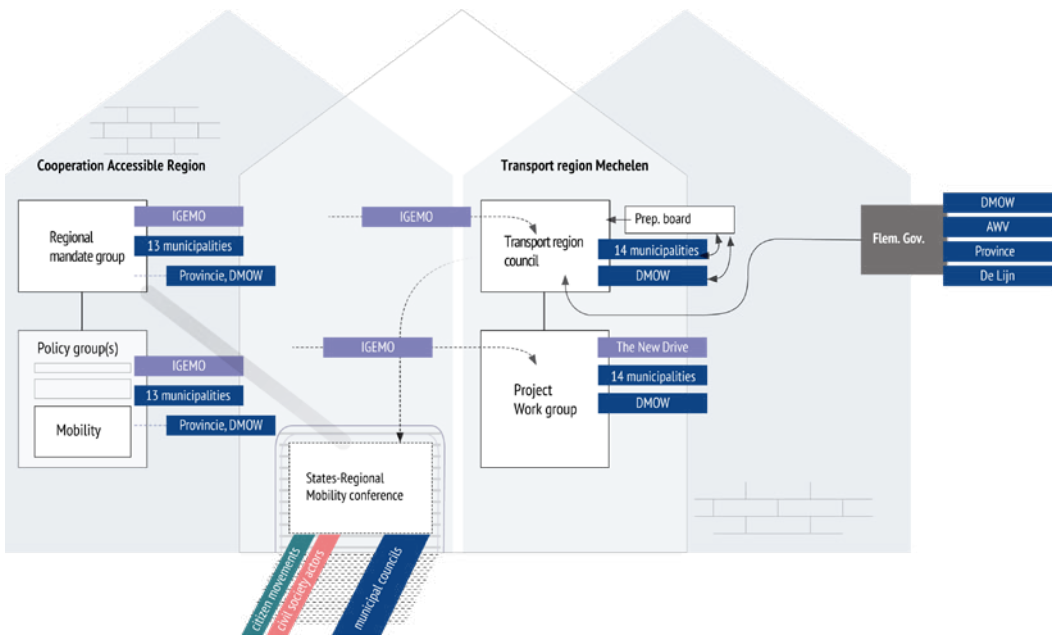 Cooperation Accessible Region
IGEMO
Regional
mandate group
13 municipalities
Provincie, DMOW
Policy group(s)
IGEMO
13 municipalities
Mobility
Provincie, DMOW
IGEMO
IGEMO
States-Regional
Mobility conference
citizen movements
civil society actors
municipal councils
Transport region Mechelen
Prep. board
Transport region
council
14 municipalities
DMOW
The New Drive
14 municipalities
Project
Work group
DMOW
Flem. Gov.
DMOW
AWV
Province
De Lijn